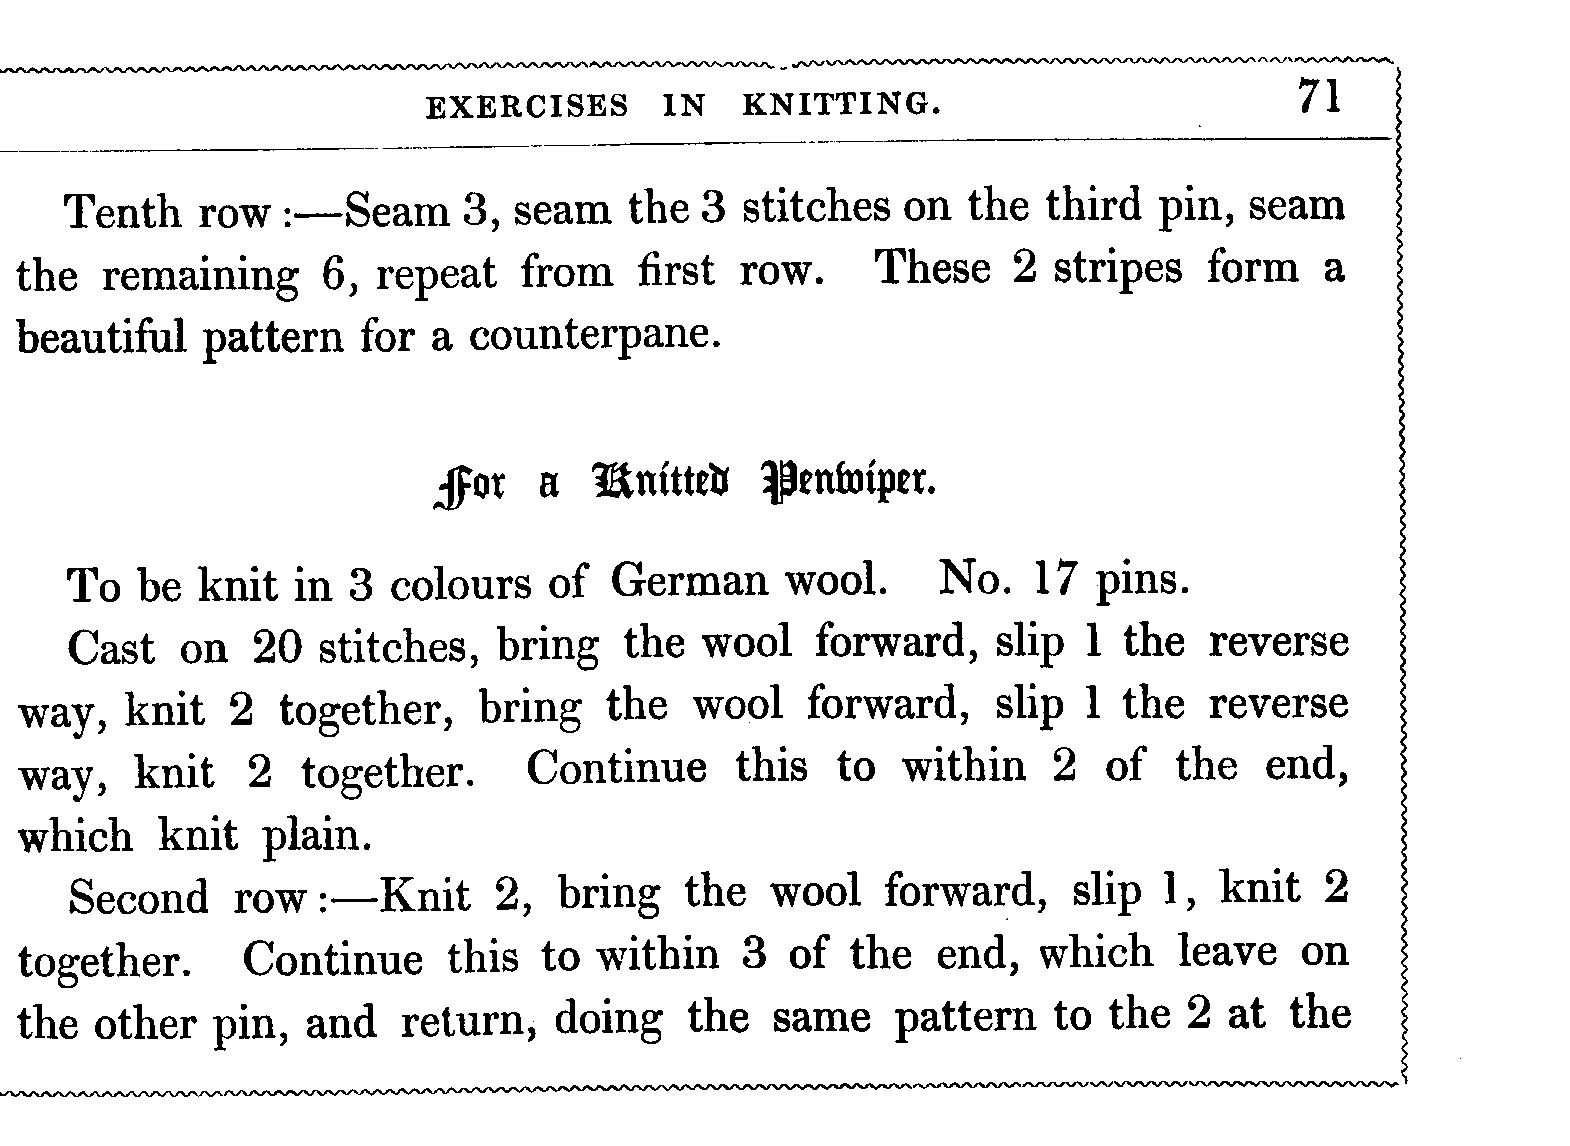 EXERCISES IN KNITTING. 71
Tenth row :—Seam 3, seam the 3 stitches on the third pin, seam
the remaining 6, repeat from first row. These 2 stripes form a
beautiful pattern for a counterpane.
For a Knitted Penwiper.
To be knit in 3 colours of German wool. No. 17 pins.
Cast on 20 stitches, bring the wool forward, slip 1 the reverse
way, knit 2 together, bring the wool forward, slip 1 the reverse
way, knit 2 together. Continue this to within 2 of the end,
which knit plain.
Second row :—Knit 2, bring the wool forward, slip 1, knit 2
together. Continue this to within 3 of the end, which leave on
the other pin, and return, doing the same pattern to the 2 at the